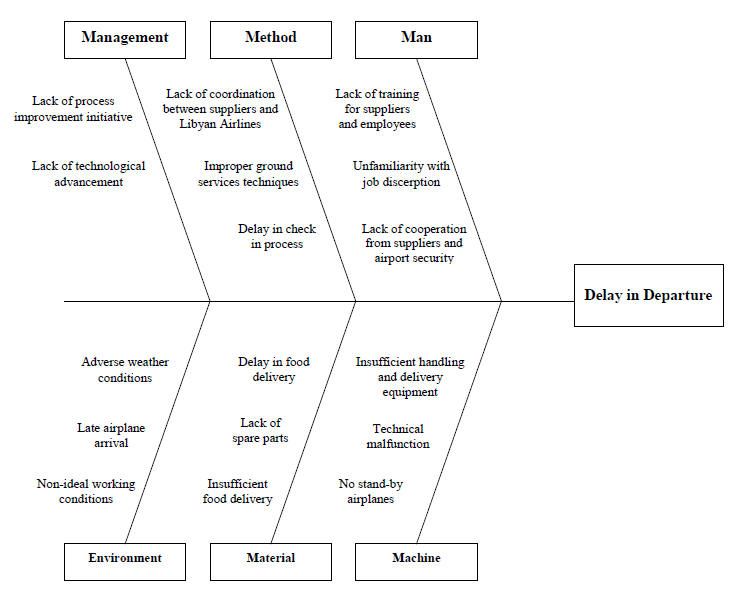 Management
Method
Man
Lack of process
improvement initiative
Lack of technological
advancement
Lack of coordination
between suppliers and
Libyan Airlines
Improper ground
services techniques
Delay in check
in process
Lack of training
for suppliers
and employees
Unfamiliarity with
job discerption
Lack of cooperation
from suppliers and
airport security
Delay in Departure
Adverse weather
conditions
Late airplane
arrival
Non-ideal working
conditions
Delay in food
delivery
Lack of
spare parts
Insufficient
food delivery
Insufficient handling
and delivery
equipment
Technical
malfunction
No stand-by
airplanes
Environment
Material
Machine